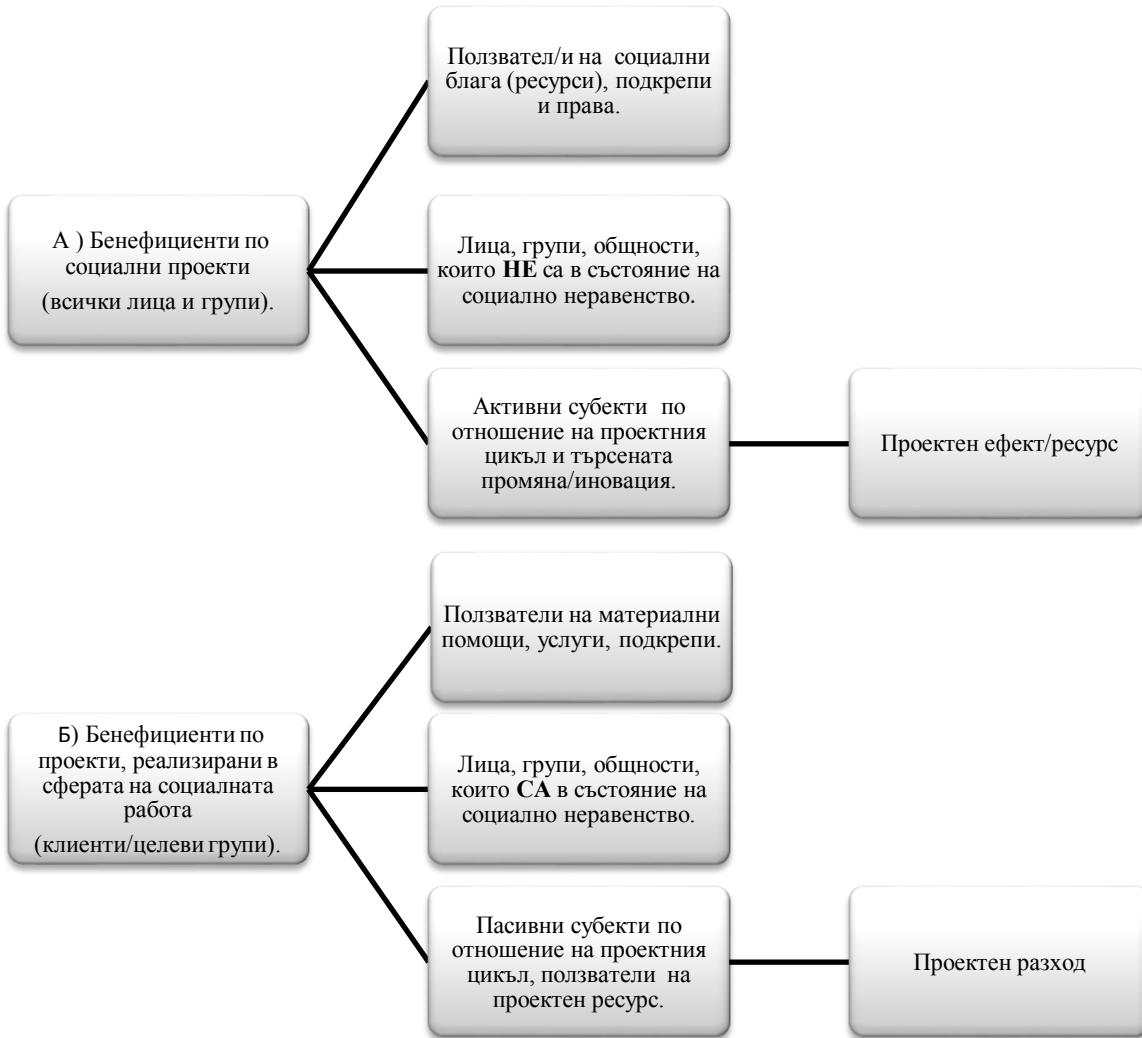 Ползвател/и на социални
блага (ресурси), подкрепи
и права.
А ) Бенефициенти по
социални проекти
(всички лица и групи).
Лица, групи, общности,
които НЕ са в състояние на
социално неравенство.
Активни субекти по
отношение на проектния
цикъл и търсената
промяна/иновация.
Проектен ефект/ресурс
Ползватели на материални
помощи, услуги, подкрепи.
Б) Бенефициенти по
проекти, реализирани в
сферата на социалната
работа
(клиенти/целеви групи).
Лица, групи, общности,
които СА в състояние на
социално неравенство.
Пасивни субекти по
отношение на проектния
цикъл, ползватели на
проектен ресурс.
Проектен разход